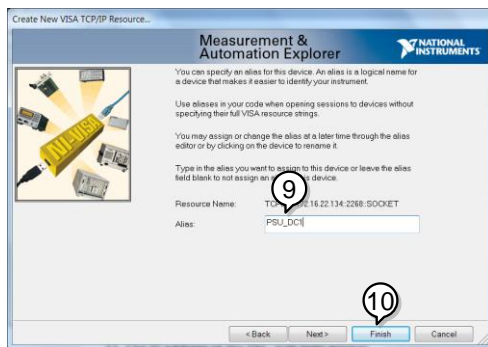 Create New VISA TCP/IP Resource...
Measurement &
Automation Explorer
NATIONAL
INSTRUMENTS
You can specify an alias for this device. An alias is a logical name for
a device that makes it easier to identify your instrument.
Use aliases in your code when opening sessions to devices without
specifying their full VISA resource strings.
You may assign or change the alias at a later time through the alias
editor or by clicking on the device to rename it.
Type in the alias you want to assign to this device or leave the alias
field blank to not assign an device.
9
Resource Name: 2.16.22.134::2268::SOCKET
Alias: PSU_DC1
NI-VISA
10
< Back Next > Finish Cancel